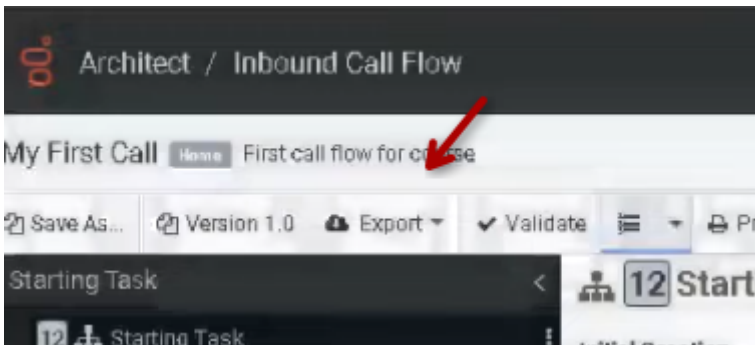 Architect / Inbound Call Flow
My First Call Home First call flow for course
Save As... Version 1.0 Export Validate
Starting Task 12 Start
12 Starting Task